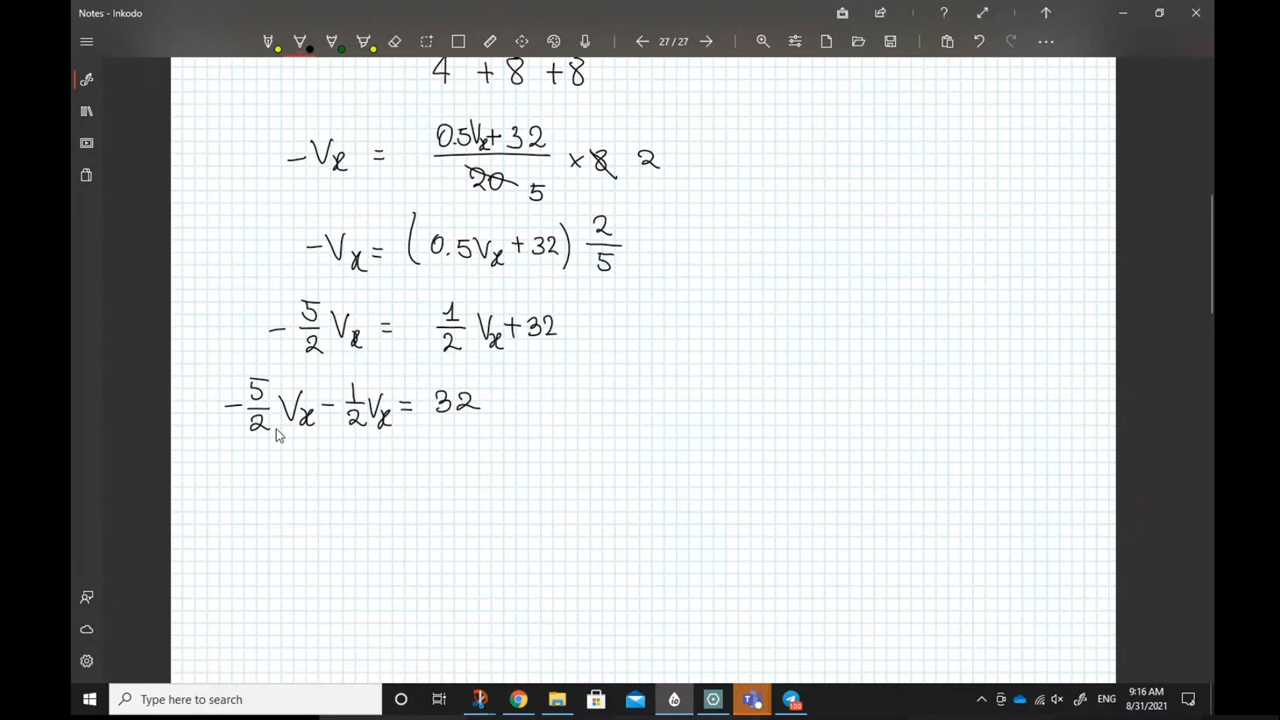 Notes - Inkodo
27/27
4 +8 +8
-Vx = 0.5Vx+32 / 20 5 × 8 2
-Vx = (0.5Vx+32) 2/5
-5/2 Vx = 1/2 Vx+32
-5/2 Vx - 1/2 Vx = 32
Type here to search
100
ENG
9:16 AM
8/31/2021